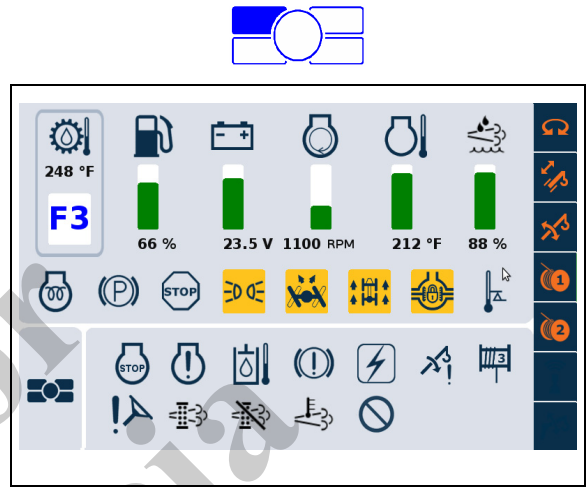 248 °F
F3
66 %
23.5 V
1100 RPM
212 °F
88 %
P
STOP
1
2
STOP
3